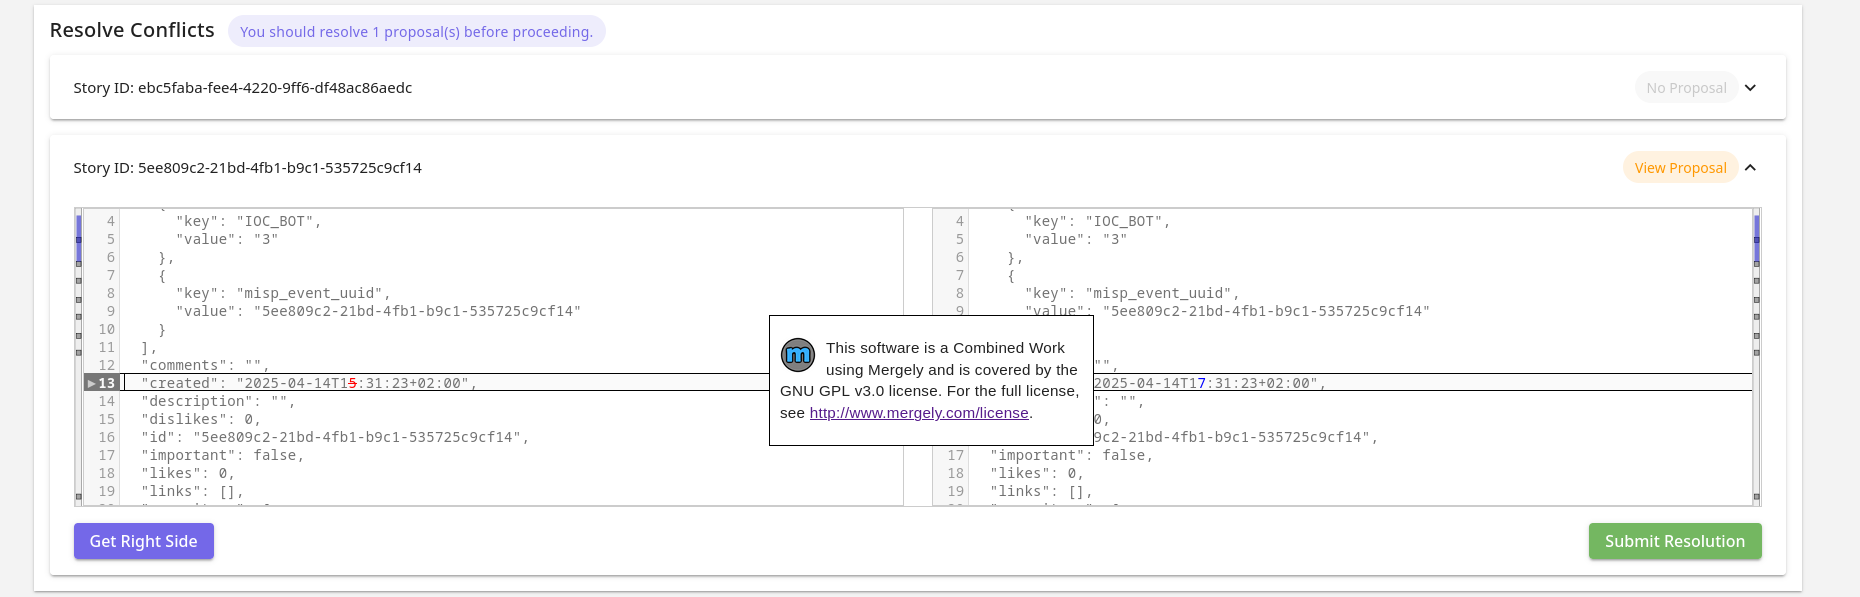 Resolve Conflicts You should resolve 1 proposal(s) before proceeding.
Story ID: ebc5faba-fee4-4220-9ff6-df48ac86aedc No Proposal
Story ID: 5ee809c2-21bd-4fb1-b9c1-535725c9cf14 View Proposal
4 "key": "IOC_BOT",
5 "value": "3"
6 },
7 {
8 "key": "misp_event_uuid",
9 "value": "5ee809c2-21bd-4fb1-b9c1-535725c9cf14"
10 }
11 ],
12 "comments": "",
13 "created": "2025-04-14T15:31:23+02:00",
14 "description": "",
15 "dislikes": 0,
16 "id": "5ee809c2-21bd-4fb1-b9c1-535725c9cf14",
17 "important": false,
18 "likes": 0,
19 "links": [],
4 "key": "IOC_BOT",
5 "value": "3"
6 },
7 {
8 "key": "misp_event_uuid",
9 "value": "5ee809c2-21bd-4fb1-b9c1-535725c9cf14"
"",
2025-04-14T17:31:23+02:00",
": "",
0,
9c2-21bd-4fb1-b9c1-535725c9cf14",
17 "important": false,
18 "likes": 0,
19 "links": [],
This software is a Combined Work
using Mergely and is covered by the
GNU GPL v3.0 license. For the full license,
see http://www.mergely.com/license.
Get Right Side
Submit Resolution